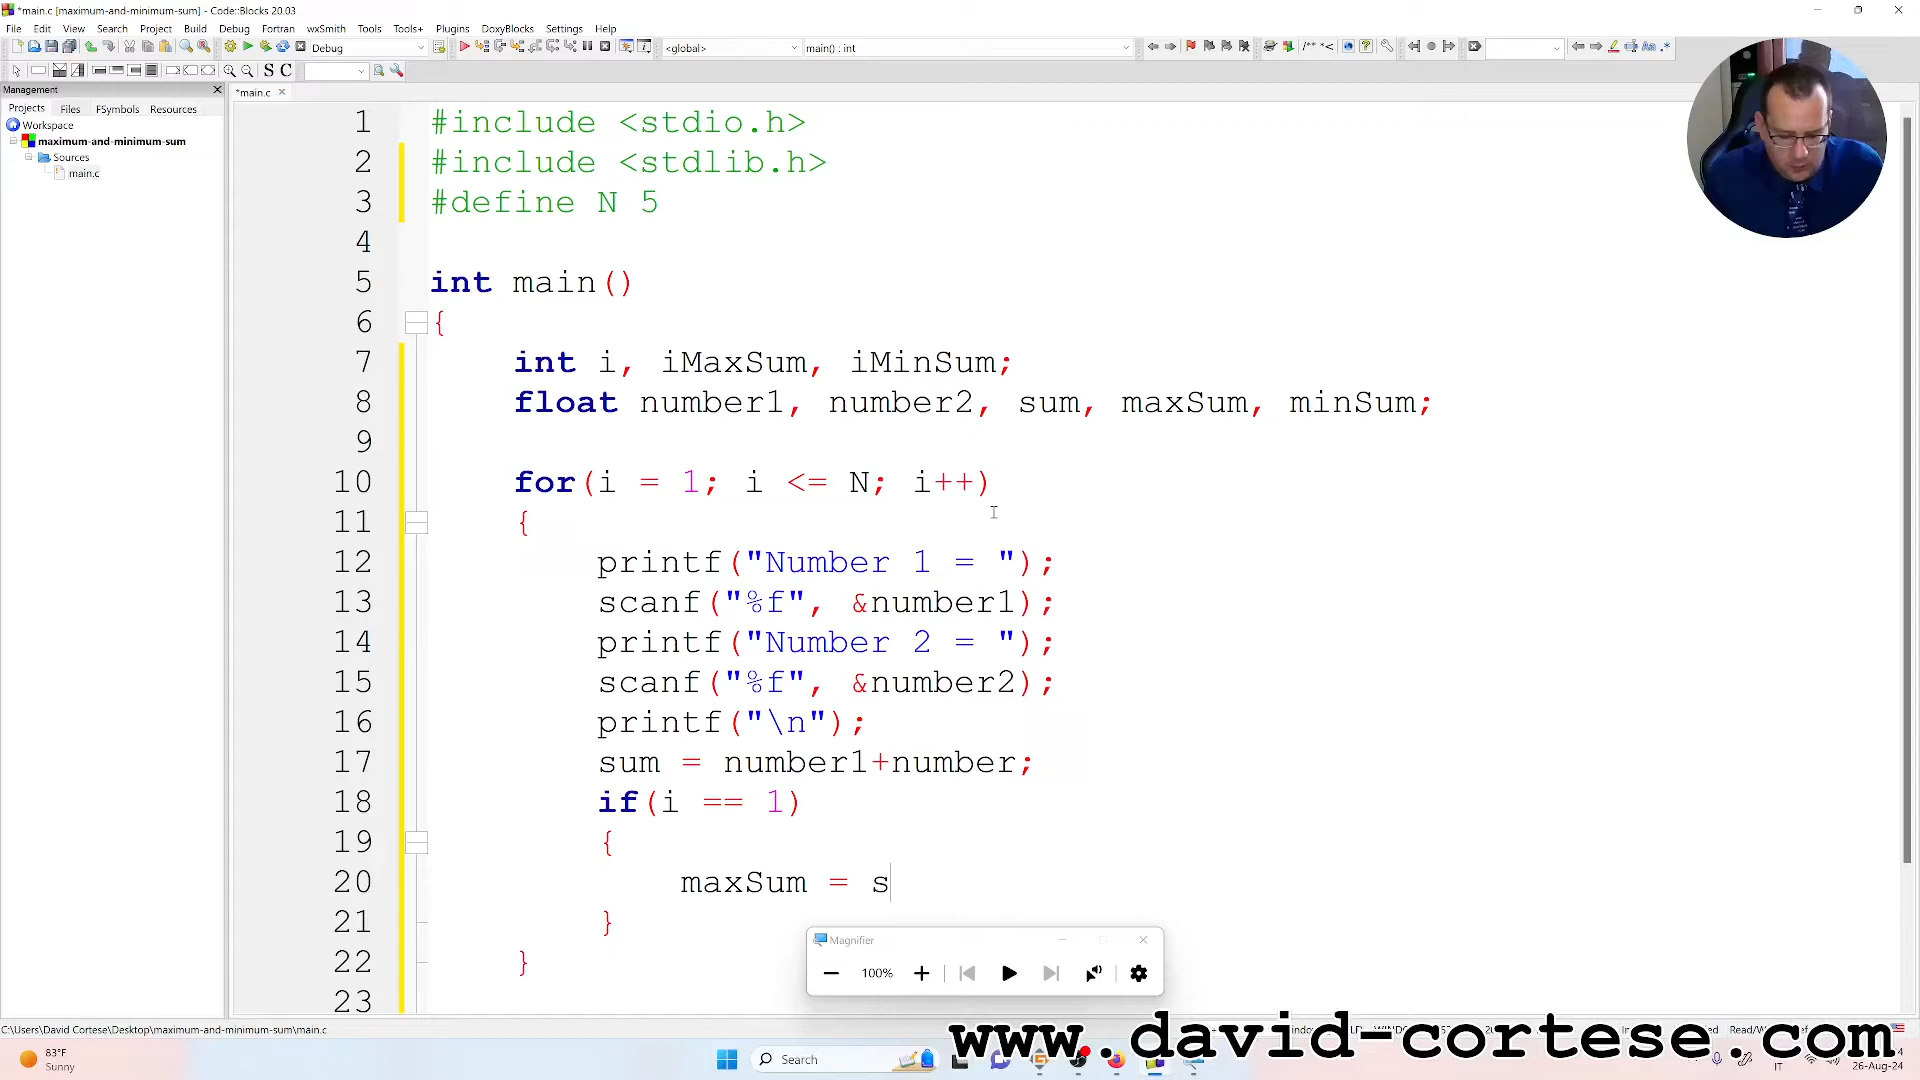 *main.c [maximum-and-minimum-sum] - Code::Blocks 20.03
File Edit View Search Project Build Debug Fortran wxSmith Tools Tools+ Plugins DoxyBlocks Settings Help
Debug <global> main() : int
S C
Management
Projects Files FSymbols Resources
*main.c
Workspace
maximum-and-minimum-sum
Sources
main.c
1 #include <stdio.h>
2 #include <stdlib.h>
3 #define N 5
4
5 int main()
6 {
7 int i, iMaxSum, iMinSum;
8 float number1, number2, sum, maxSum, minSum;
9
10 for(i = 1; i <= N; i++)
11 {
12 printf("Number 1 = ");
13 scanf("%f", &number1);
14 printf("Number 2 = ");
15 scanf("%f", &number2);
16 printf("\n");
17 sum = number1+number;
18 if(i == 1)
19 {
20 maxSum = s
21 }
22 }
23
Magnifier
100%
C:\Users\David Cortese\Desktop\maximum-and-minimum-sum\main.c
www.david-cortese.com
83°F
Sunny
Search
IT
26-Aug-24